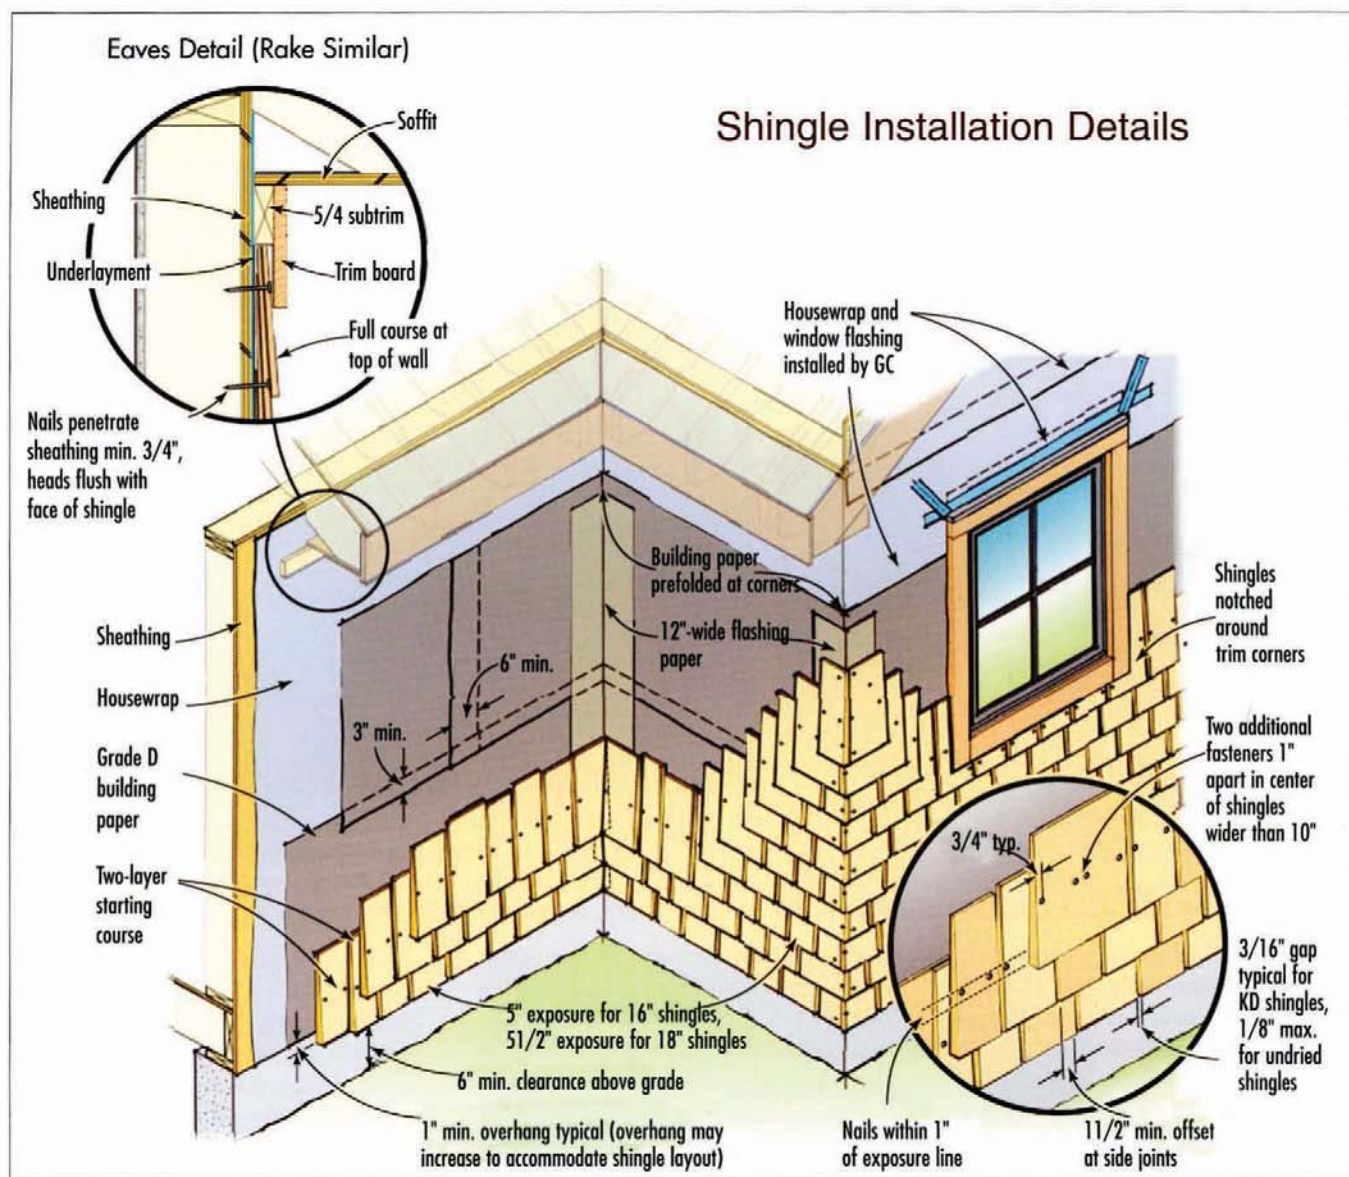 Eaves Detail (Rake Similar)
Shingle Installation Details
Soffit
Sheathing
5/4 subtrim
Underlayment
Trim board
Full course at
top of wall
Nails penetrate
sheathing min. 3/4",
heads flush with
face of shingle
Housewrap and
window flashing
installed by GC
Building paper
prefolded at corners
12"-wide flashing
paper
Shingles
notched
around
trim corners
Sheathing
Housewrap
6" min.
3" min.
Grade D
building
paper
Two-layer
starting
course
Two additional
fasteners 1"
apart in center
of shingles
wider than 10"
3/4" typ.
3/16" gap
typical for
KD shingles,
1/8" max.
for undried
shingles
5" exposure for 16" shingles,
51/2" exposure for 18" shingles
6" min. clearance above grade
1" min. overhang typical (overhang may
increase to accommodate shingle layout)
Nails within 1"
of exposure line
11/2" min. offset
at side joints